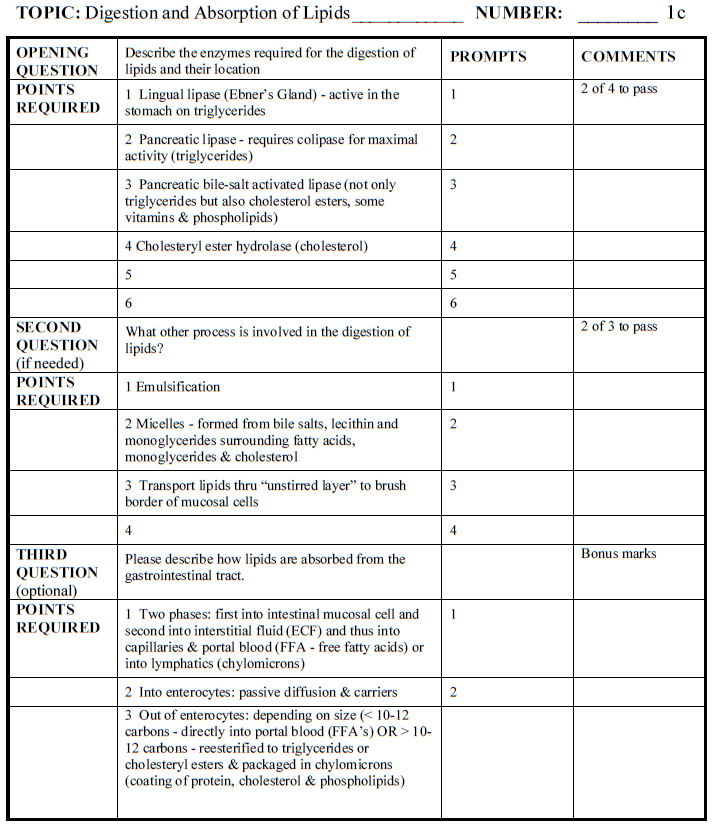 TOPIC: Digestion and Absorption of Lipids____________ NUMBER: _________ 1c
OPENING QUESTION
Describe the enzymes required for the digestion of
lipids and their location
PROMPTS
COMMENTS
POINTS REQUIRED
1 Lingual lipase (Ebner's Gland) - active in the
stomach on triglycerides
1
2 of 4 to pass
2 Pancreatic lipase - requires colipase for maximal
activity (triglycerides)
2
3 Pancreatic bile-salt activated lipase (not only
triglycerides but also cholesterol esters, some
vitamins & phospholipids)
3
4 Cholesteryl ester hydrolase (cholesterol)
4
5
5
6
6
SECOND
QUESTION
(if needed)
What other process is involved in the digestion of
lipids?
2 of 3 to pass
POINTS
REQUIRED
1 Emulsification
1
2 Micelles - formed from bile salts, lecithin and
monoglycerides surrounding fatty acids,
monoglycerides & cholesterol
2
3 Transport lipids thru “unstirred layer” to brush
border of mucosal cells
3
4
4
THIRD
QUESTION
(optional)
Please describe how lipids are absorbed from the
gastrointestinal tract.
Bonus marks
POINTS
REQUIRED
1 Two phases: first into intestinal mucosal cell and
second into interstitial fluid (ECF) and thus into
capillaries & portal blood (FFA - free fatty acids) or
into lymphatics (chylomicrons)
1
2 Into enterocytes: passive diffusion & carriers
2
3 Out of enterocytes: depending on size (< 10-12
carbons - directly into portal blood (FFA's) OR > 10-
12 carbons - reesterified to triglycerides or
cholesteryl esters & packaged in chylomicrons
(coating of protein, cholesterol & phospholipids)